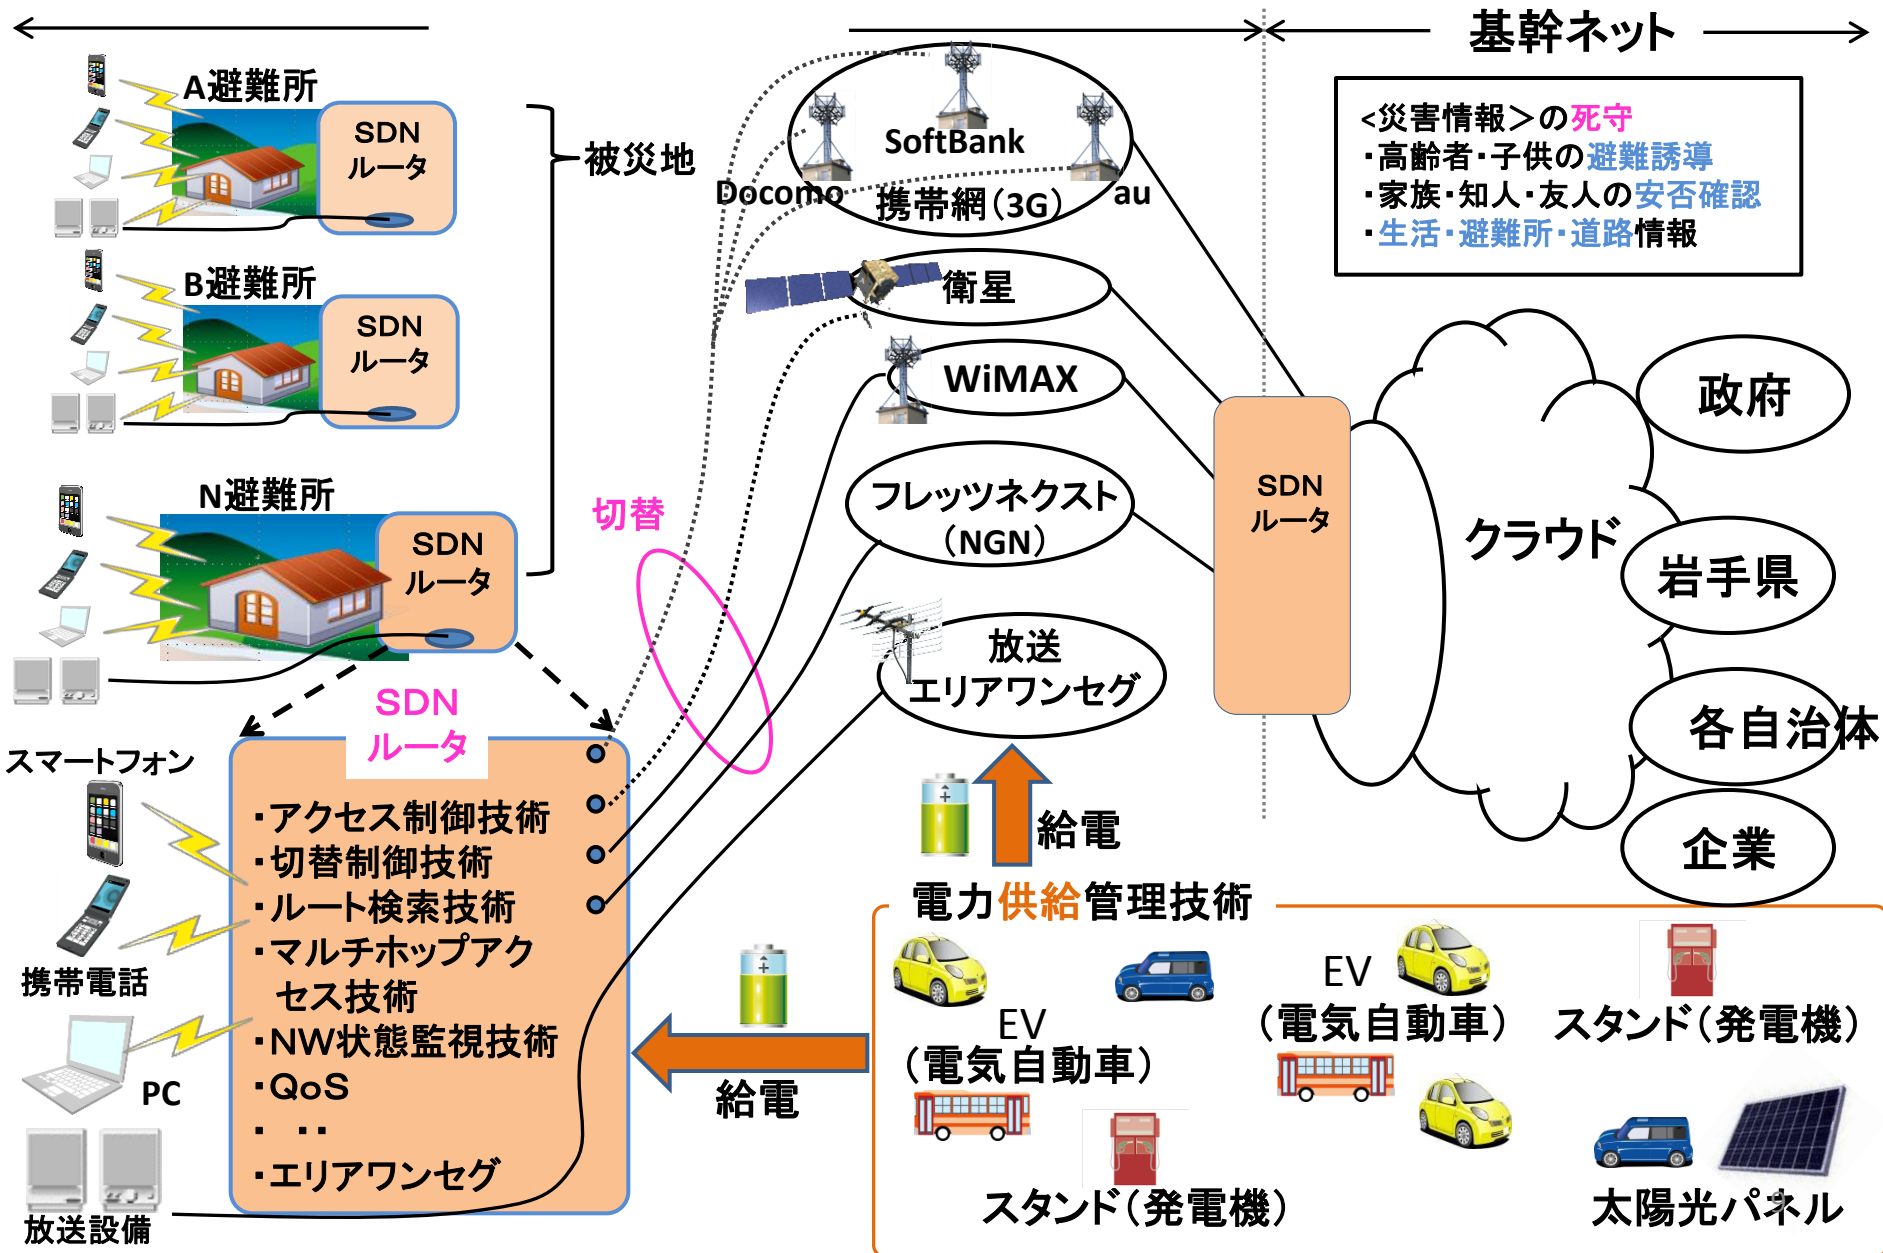 基幹ネット
A避難所
SDN
ルータ
B避難所
SDN
ルータ
N避難所
SDN
ルータ
被災地
SoftBank
Docomo
au
携帯網(3G)
衛星
WiMAX
フレッツネクスト
(NGN)
放送
エリアワンセグ
切替
<災害情報＞の死守
・高齢者・子供の避難誘導
・家族・知人・友人の安否確認
・生活・避難所・道路情報
SDN
ルータ
クラウド
政府
岩手県
各自治体
企業
スマートフォン
携帯電話
PC
放送設備
SDN
ルータ
・アクセス制御技術
・切替制御技術
・ルート検索技術
・マルチホップアク
セス技術
・NW状態監視技術
・QoS
・ ・・
・エリアワンセグ
給電
給電
電力供給管理技術
EV
(電気自動車)
EV
(電気自動車)
スタンド(発電機)
スタンド(発電機)
太陽光パネル
9